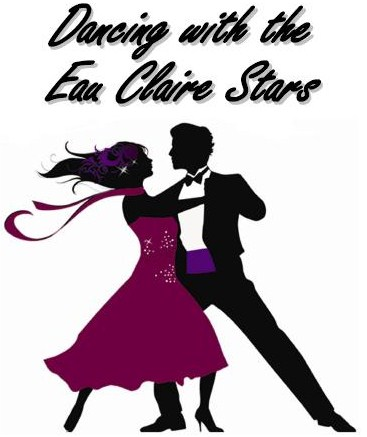 Dancing with the
Eau Claire Stars